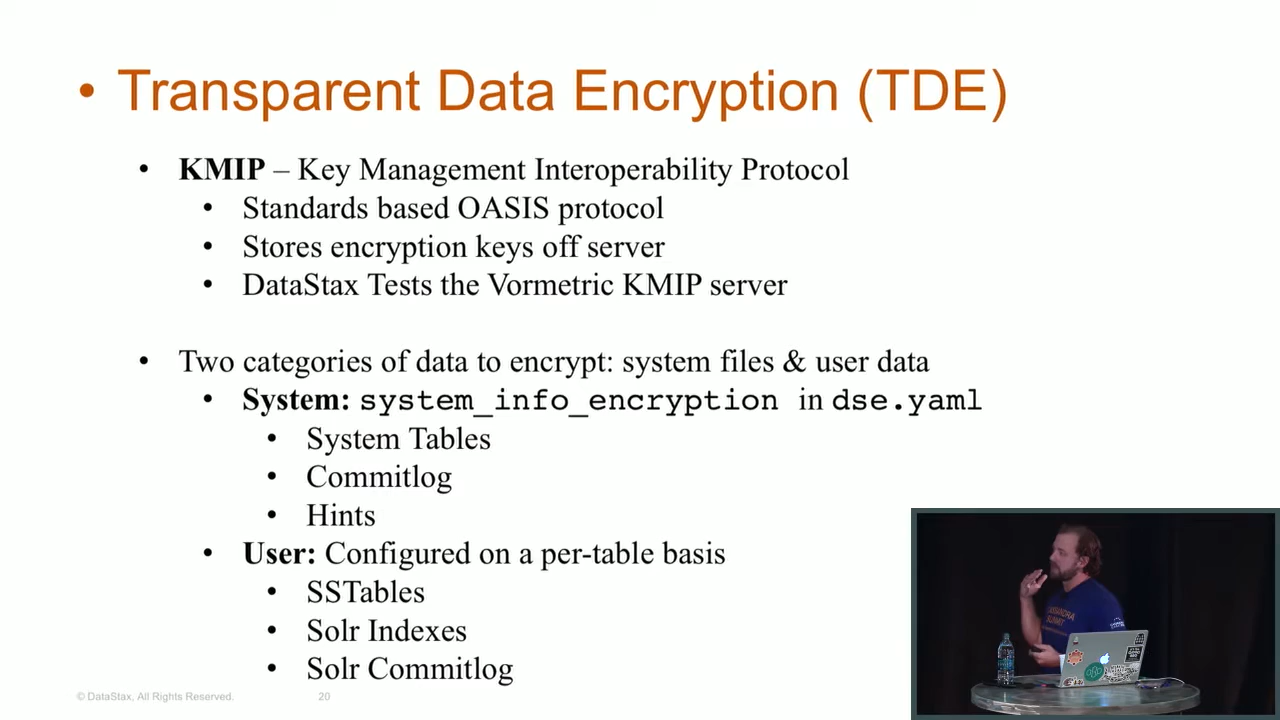 • Transparent Data Encryption (TDE)
• KMIP – Key Management Interoperability Protocol
• Standards based OASIS protocol
• Stores encryption keys off server
• DataStax Tests the Vormetric KMIP server
• Two categories of data to encrypt: system files & user data
• System: system_info_encryption in dse.yaml
• System Tables
• Commitlog
• Hints
• User: Configured on a per-table basis
• SSTables
• Solr Indexes
• Solr Commitlog
© DataStax, All Rights Reserved.
20
CASSANDRA
SUMMIT